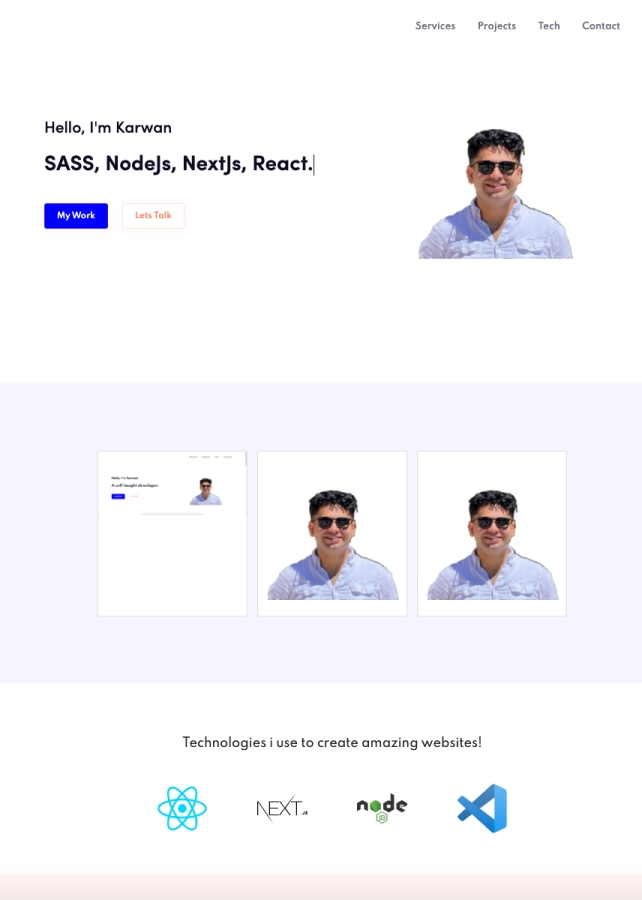 Services Projects Tech Contact
Hello, I'm Karwan
SASS, NodeJs, NextJs, React.
My Work Lets Talk
Hello, I'm Karwan
A self taught developer.
Technologies i use to create amazing websites!
NEXT.JS
node
JS